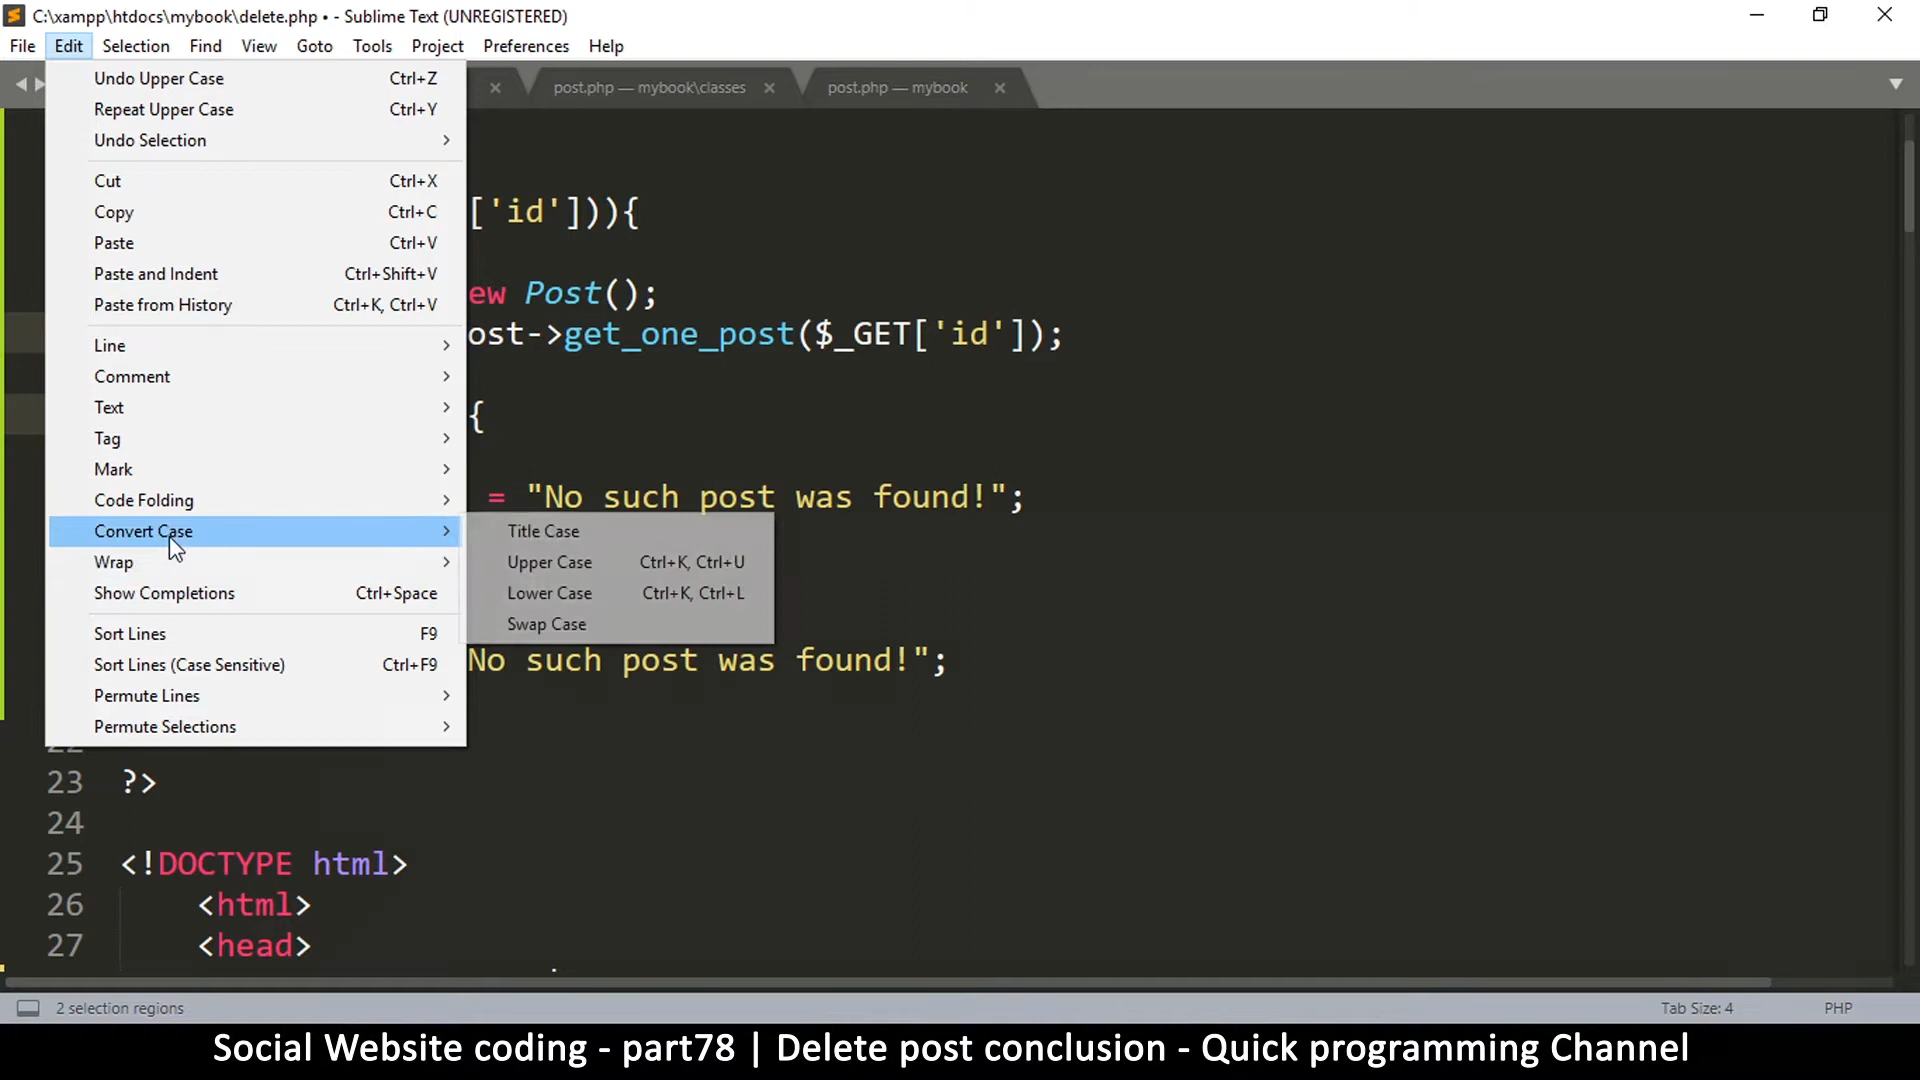 C:\xampp\htdocs\mybook\delete.php • - Sublime Text (UNREGISTERED)
File Edit Selection Find View Goto Tools Project Preferences Help
post.php — mybook\classes
post.php — mybook
Undo Upper Case Ctrl+Z
Repeat Upper Case Ctrl+Y
Undo Selection
Cut Ctrl+X
Copy Ctrl+C
Paste Ctrl+V
Paste and Indent Ctrl+Shift+V
Paste from History Ctrl+K, Ctrl+V
Line
Comment
Text
Tag
Mark
Code Folding
Convert Case
Wrap
Show Completions Ctrl+Space
Sort Lines F9
Sort Lines (Case Sensitive) Ctrl+F9
Permute Lines
Permute Selections
Title Case
Upper Case Ctrl+K, Ctrl+U
Lower Case Ctrl+K, Ctrl+L
Swap Case
['id'])){
ew Post();
ost->get_one_post($_GET['id']);
{
= "No such post was found!";
No such post was found!";
22
23 ?>
24
25 <!DOCTYPE html>
26 <html>
27 <head>
2 selection regions
Tab Size: 4
PHP
Social Website coding - part78 | Delete post conclusion - Quick programming Channel